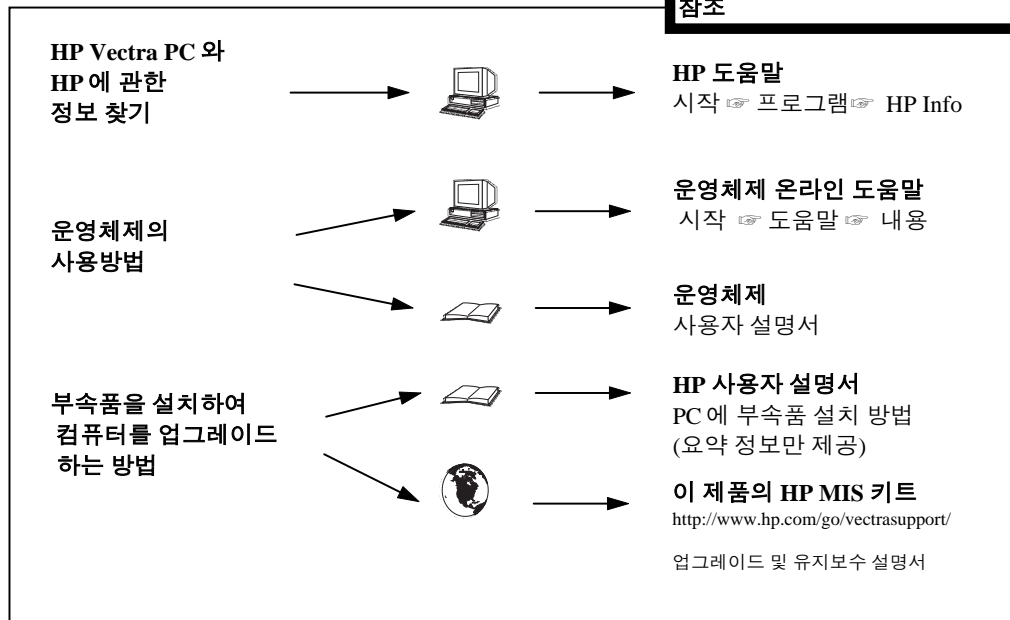 참조
HP Vectra PC 와
HP 에 관한
정보 찾기
HP 도움말
시작 ☞ 프로그램☞ HP Info
운영체제의
사용방법
운영체제 온라인 도움말
시작 ☞ 도움말 ☞ 내용
운영체제
사용자 설명서
부속품을 설치하여
컴퓨터를 업그레이드
하는 방법
HP 사용자 설명서
PC 에 부속품 설치 방법
(요약 정보만 제공)
이 제품의 HP MIS 키트
http://www.hp.com/go/vectrasupport/
업그레이드 및 유지보수 설명서